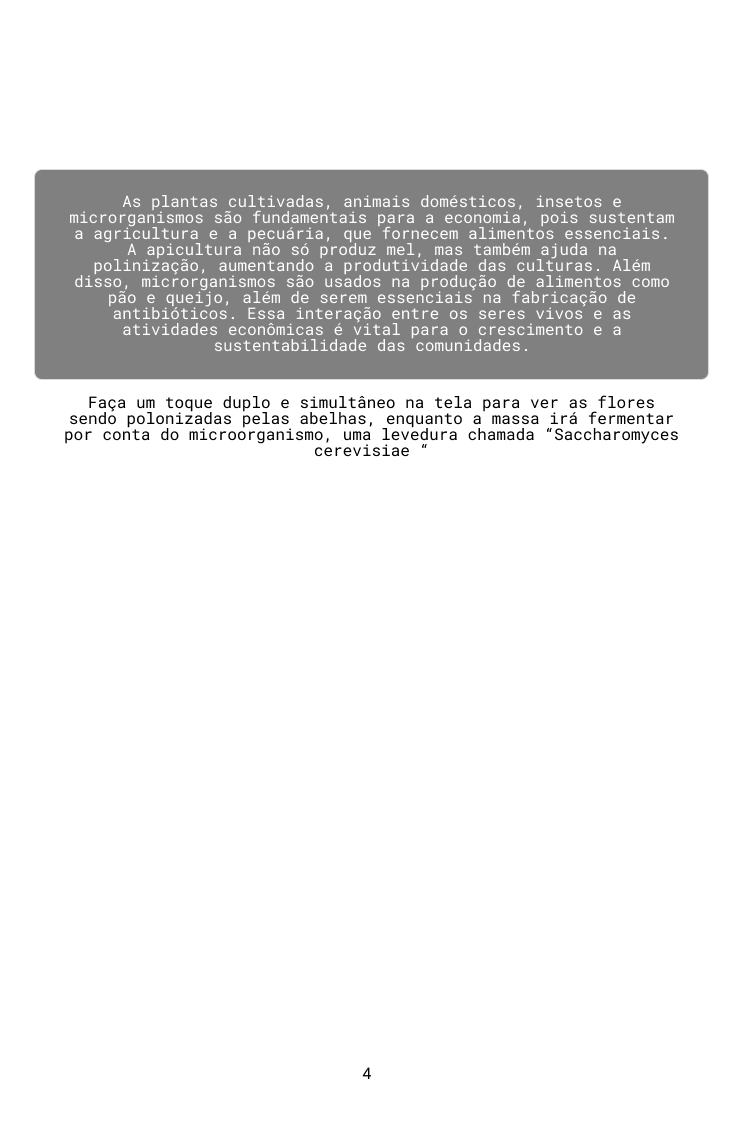 As plantas cultivadas, animais domésticos, insetos e
microrganismos são fundamentais para a economia, pois sustentam
a agricultura e a pecuária, que fornecem alimentos essenciais.
A apicultura não só produz mel, mas também ajuda na
polinização, aumentando a produtividade das culturas. Além
disso, microrganismos são usados na produção de alimentos como
pão e queijo, além de serem essenciais na fabricação de
antibióticos. Essa interação entre os seres vivos e as
atividades econômicas é vital para o crescimento e a
sustentabilidade das comunidades.
Faça um toque duplo e simultâneo na tela para ver as flores
sendo polonizadas pelas abelhas, enquanto a massa irá fermentar
por conta do microorganismo, uma levedura chamada “Saccharomyces
cerevisiae “
4